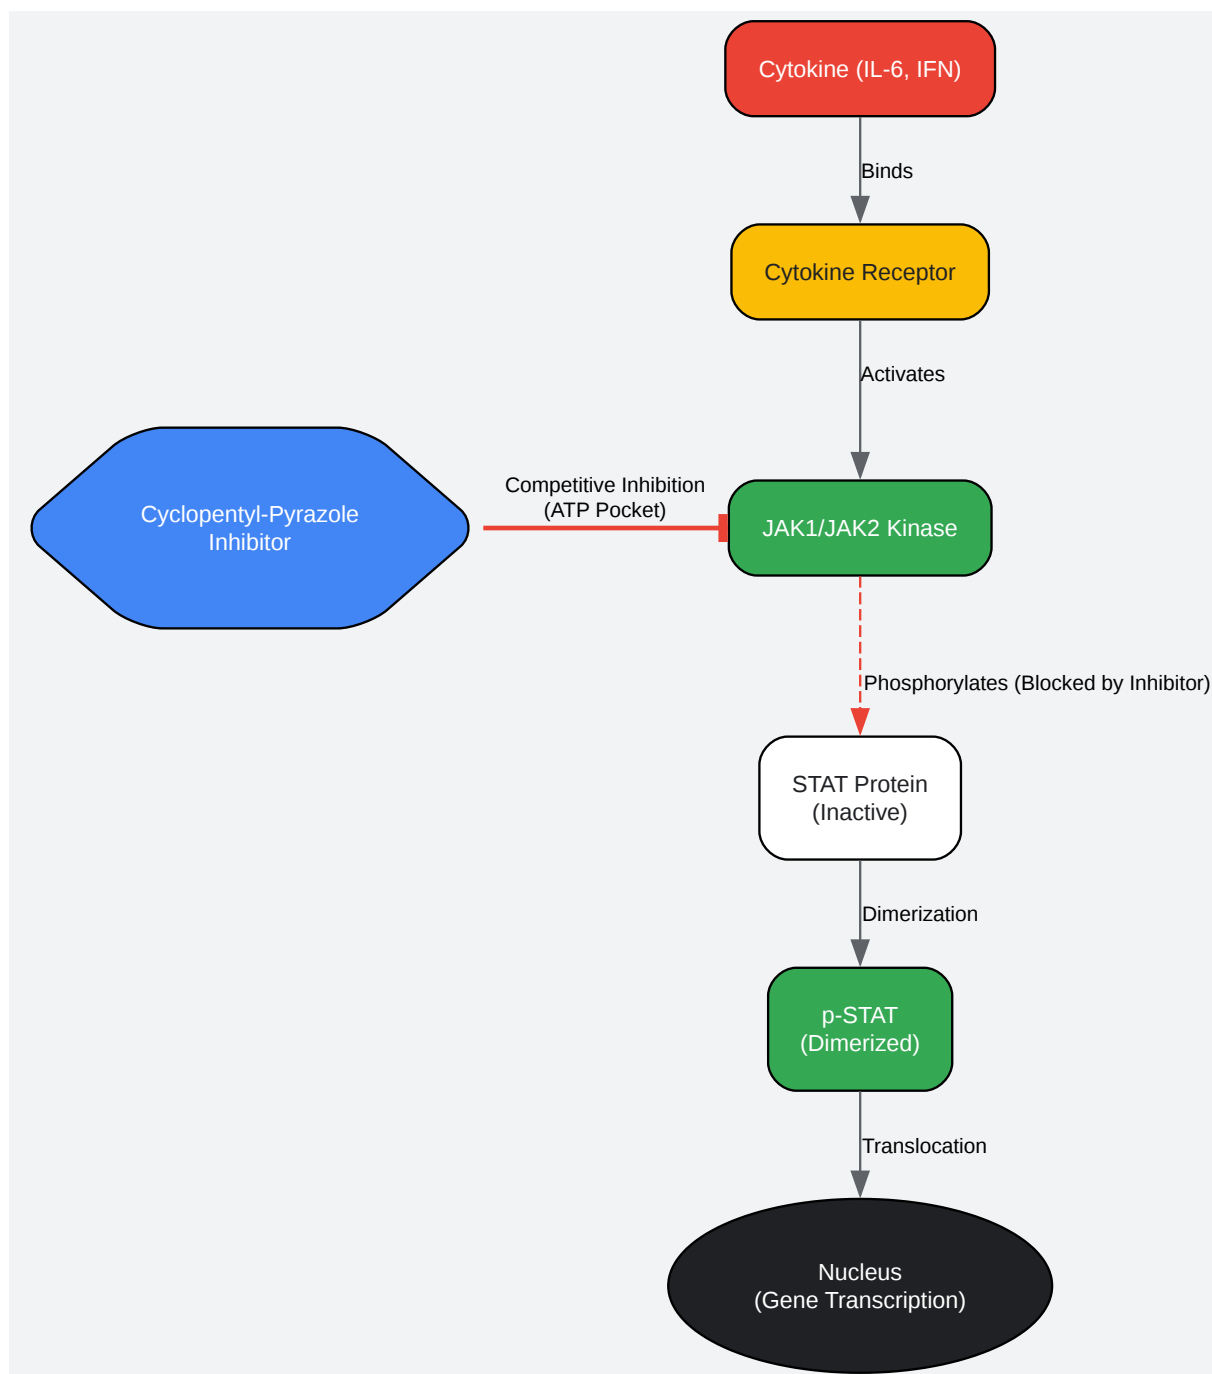 Cytokine (IL-6, IFN)
Binds
Cytokine Receptor
Activates
Cyclopentyl-Pyrazole
Inhibitor
Competitive Inhibition
(ATP Pocket)
JAK1/JAK2 Kinase
Phosphorylates (Blocked by Inhibitor)
STAT Protein
(Inactive)
Dimerization
p-STAT
(Dimerized)
Translocation
Nucleus
(Gene Transcription)